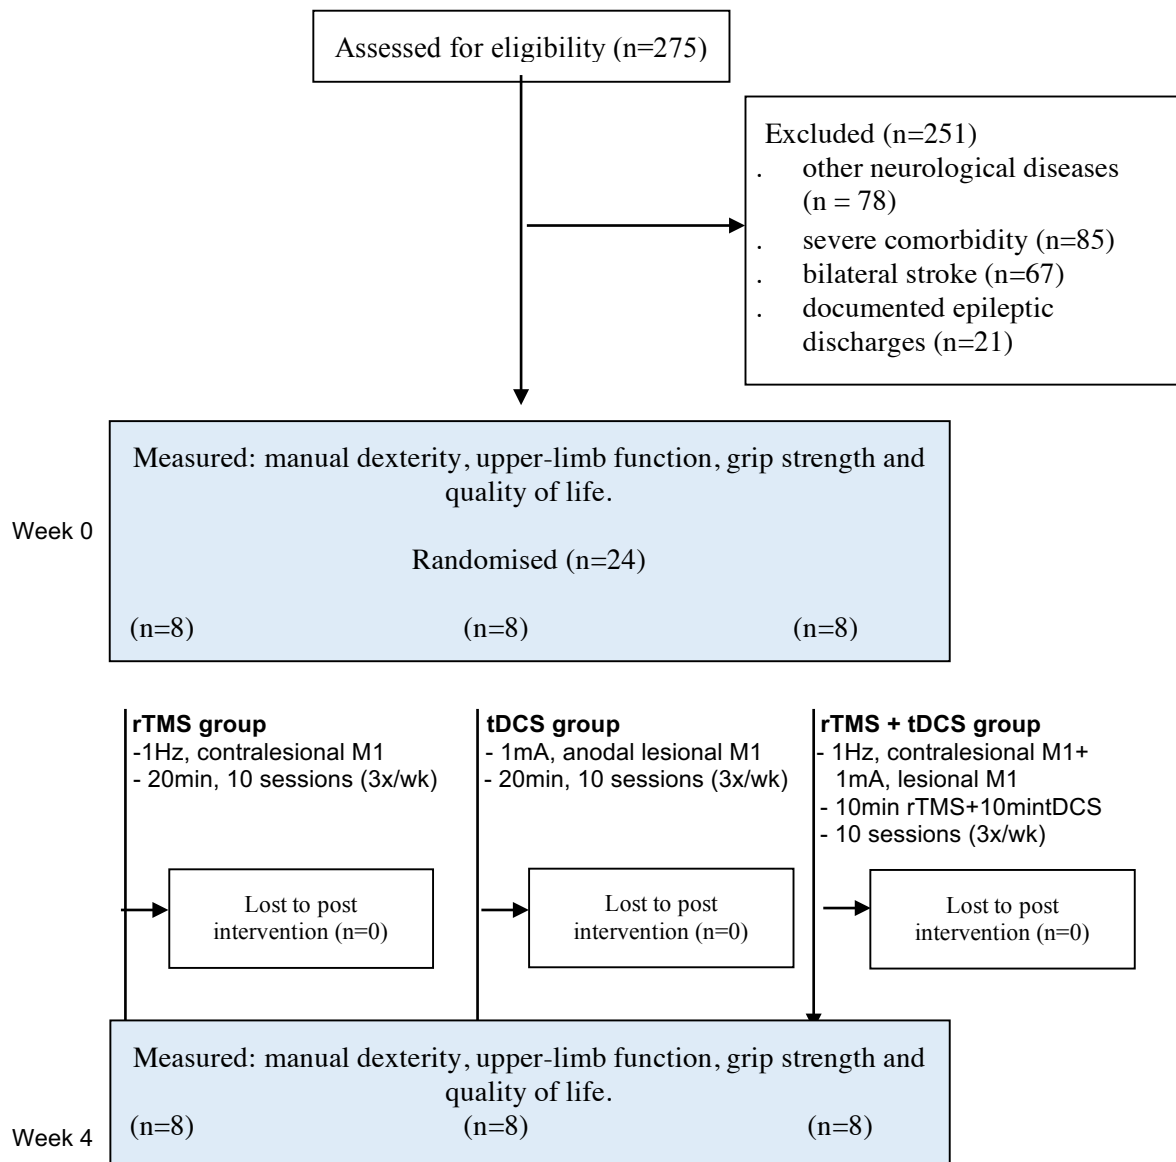 Assessed for eligibility (n=275)
Excluded (n=251)
. other neurological diseases
(n = 78)
. severe comorbidity (n=85)
. bilateral stroke (n=67)
. documented epileptic
discharges (n=21)
Measured: manual dexterity, upper-limb function, grip strength and
quality of life.
Week 0
Randomised (n=24)
(n=8) (n=8) (n=8)
rTMS group
-1Hz, contralesional M1
- 20min, 10 sessions (3x/wk)
tDCS group
- 1mA, anodal lesional M1
- 20min, 10 sessions (3x/wk)
rTMS + tDCS group
- 1Hz, contralesional M1+
1mA, lesional M1
- 10min rTMS+10mintDCS
- 10 sessions (3x/wk)
Lost to post
intervention (n=0)
Lost to post
intervention (n=0)
Lost to post
intervention (n=0)
Measured: manual dexterity, upper-limb function, grip strength and
quality of life.
(n=8) (n=8) (n=8)
Week 4